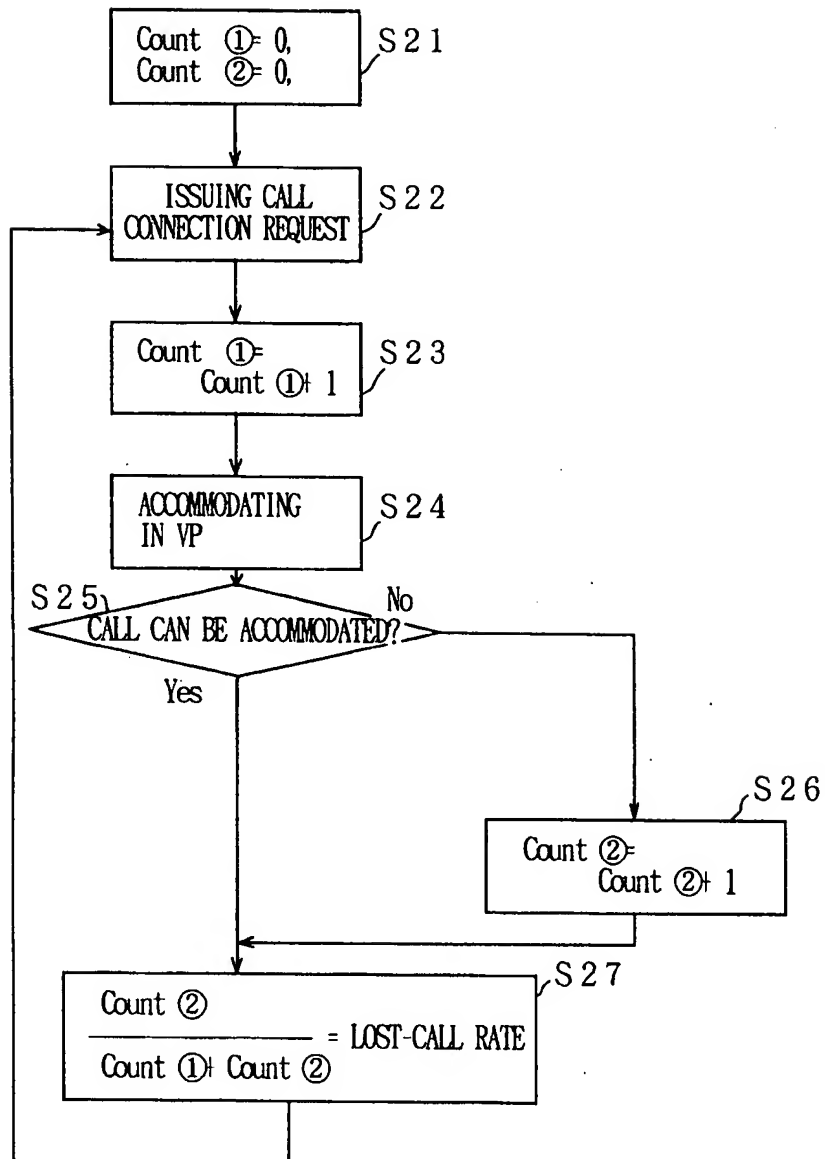 Count ①= 0,
Count ②= 0,
S21
ISSUING CALL
CONNECTION REQUEST
S22
Count ①=
Count ①+ 1
S23
ACCOMMODATING
IN VP
S24
S25
CALL CAN BE ACCOMMODATED?
No
Yes
S26
Count ②=
Count ②+ 1
S27
Count ②
= LOST-CALL RATE
Count ①+ Count ②